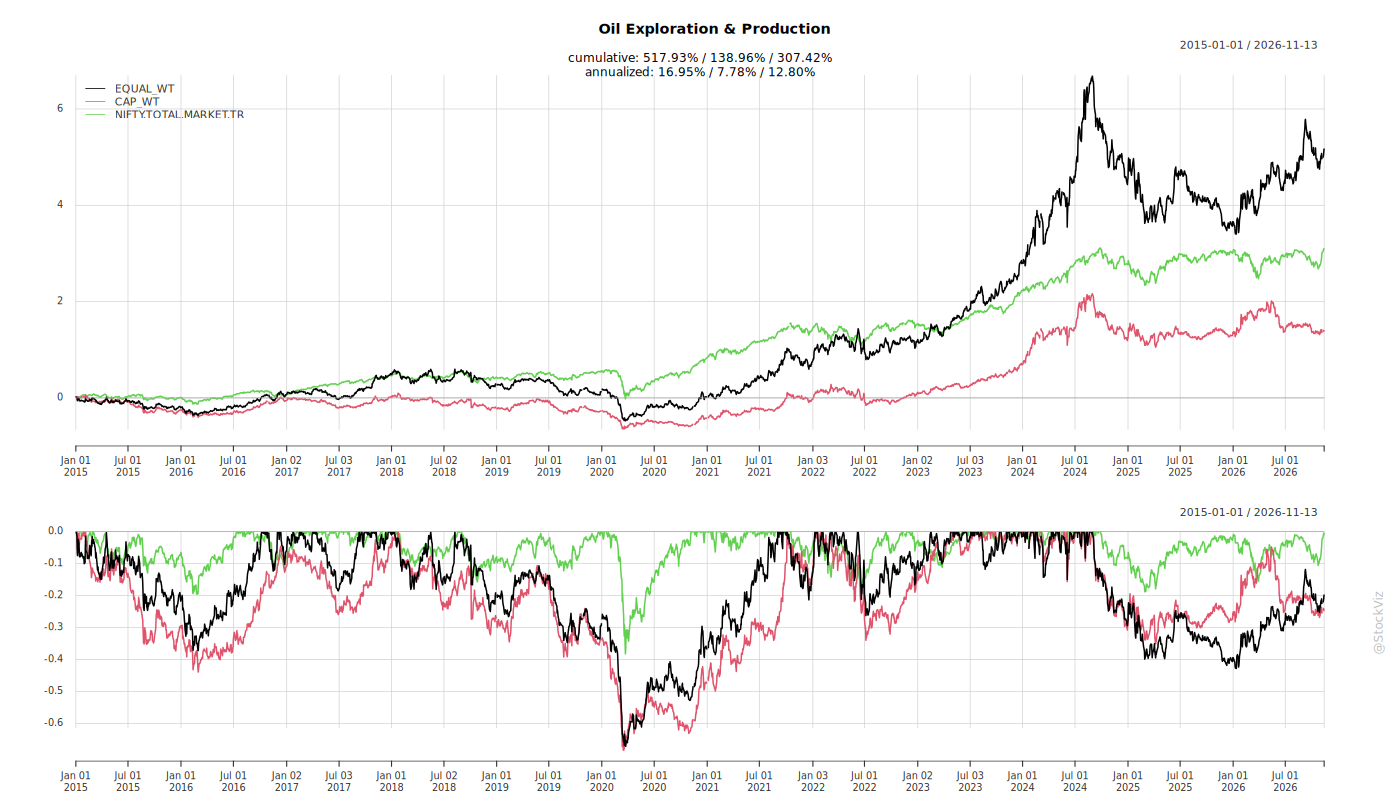 Oil Exploration & Production
2015-01-01 / 2026-11-13
cumulative: 517.93% / 138.96% / 307.42%
annualized: 16.95% / 7.78% / 12.80%
EQUAL_WT
CAP_WT
NIFTY.TOTAL.MARKET.TR
6
4
2
0
Jan 01 Jul 01 Jan 01 Jul 01 Jan 02 Jul 03 Jan 01 Jul 02 Jan 01 Jul 01 Jan 01 Jul 01 Jan 01 Jul 01 Jan 03 Jul 01 Jan 02 Jul 03 Jan 01 Jul 01 Jan 01 Jul 01 Jan 01 Jul 01
2015 2015 2016 2016 2017 2017 2018 2018 2019 2019 2020 2020 2021 2021 2022 2022 2023 2023 2024 2024 2025 2025 2026 2026
2015-01-01 / 2026-11-13
0.0
-0.1
-0.2
-0.3
-0.4
-0.5
-0.6
Jan 01 Jul 01 Jan 01 Jul 01 Jan 02 Jul 03 Jan 01 Jul 02 Jan 01 Jul 01 Jan 01 Jul 01 Jan 01 Jul 01 Jan 03 Jul 01 Jan 02 Jul 03 Jan 01 Jul 01 Jan 01 Jul 01 Jan 01 Jul 01
2015 2015 2016 2016 2017 2017 2018 2018 2019 2019 2020 2020 2021 2021 2022 2022 2023 2023 2024 2024 2025 2025 2026 2026
@StockViz